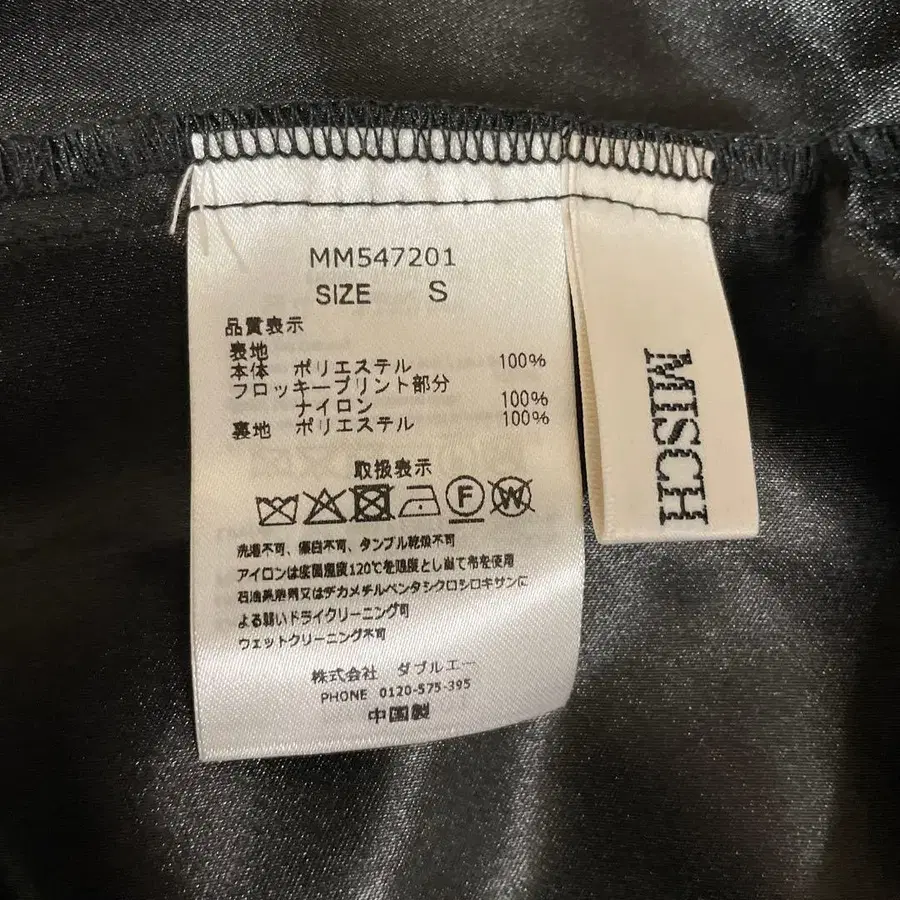 MM547201
SIZE S
品質表示
表地
本体 ポリエステル 100%
フロッキープリント部分
ナイロン 100%
裏地 ポリエステル 100%
取扱表示
F
W
洗濯不可、漂白不可、タンブル乾燥不可
アイロンは底面温度120℃を限度とし当て布を使用
石油系溶剤又はデカメチルペンタシクロシロキサンに
よる弱いドライクリーニング可
ウェットクリーニング不可
株式会社 ダブルエー
PHONE 0120-575-395
中国製
MISCH